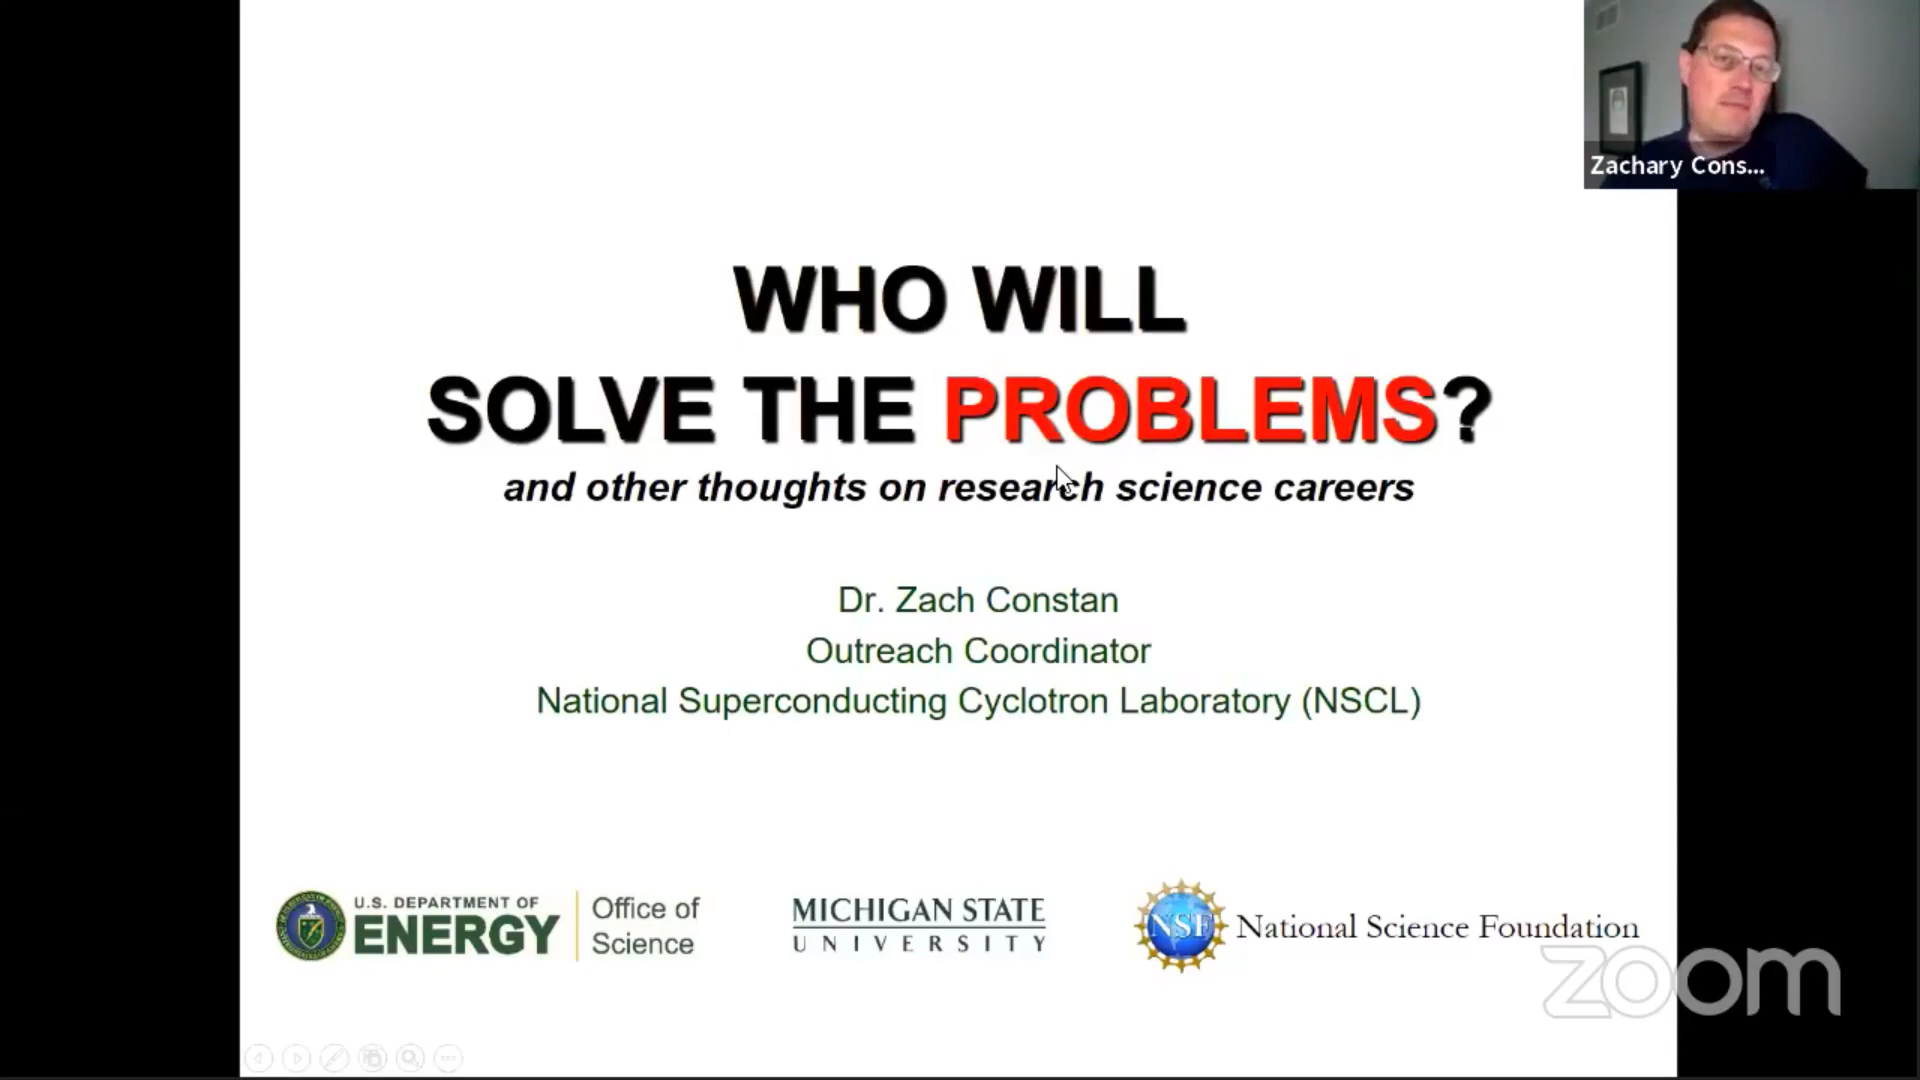 Zachary Cons...
WHO WILL
SOLVE THE PROBLEMS?
and other thoughts on research science careers
Dr. Zach Constan
Outreach Coordinator
National Superconducting Cyclotron Laboratory (NSCL)
U.S. DEPARTMENT OF
ENERGY
Office of
Science
MICHIGAN STATE
UNIVERSITY
NSF
National Science Foundation
zoom